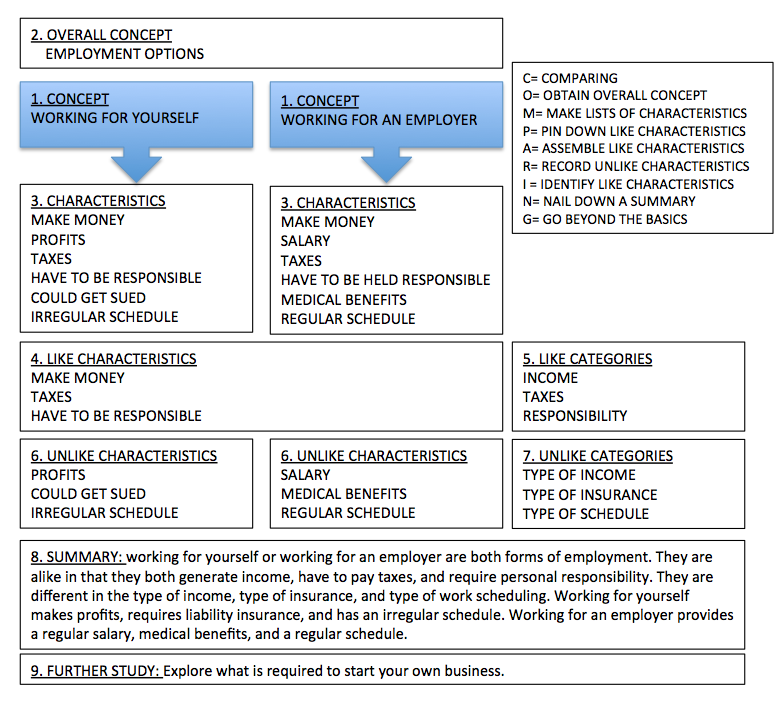 2. OVERALL CONCEPT
EMPLOYMENT OPTIONS
C= COMPARING
O= OBTAIN OVERALL CONCEPT
M= MAKE LISTS OF CHARACTERISTICS
P= PIN DOWN LIKE CHARACTERISTICS
A= ASSEMBLE LIKE CHARACTERISTICS
R= RECORD UNLIKE CHARACTERISTICS
I = IDENTIFY LIKE CHARACTERISTICS
N= NAIL DOWN A SUMMARY
G= GO BEYOND THE BASICS
1. CONCEPT
WORKING FOR YOURSELF
1. CONCEPT
WORKING FOR AN EMPLOYER
3. CHARACTERISTICS
MAKE MONEY
PROFITS
TAXES
HAVE TO BE RESPONSIBLE
COULD GET SUED
IRREGULAR SCHEDULE
3. CHARACTERISTICS
MAKE MONEY
SALARY
TAXES
HAVE TO BE HELD RESPONSIBLE
MEDICAL BENEFITS
REGULAR SCHEDULE
4. LIKE CHARACTERISTICS
MAKE MONEY
TAXES
HAVE TO BE RESPONSIBLE
5. LIKE CATEGORIES
INCOME
TAXES
RESPONSIBILITY
6. UNLIKE CHARACTERISTICS
PROFITS
COULD GET SUED
IRREGULAR SCHEDULE
6. UNLIKE CHARACTERISTICS
SALARY
MEDICAL BENEFITS
REGULAR SCHEDULE
7. UNLIKE CATEGORIES
TYPE OF INCOME
TYPE OF INSURANCE
TYPE OF SCHEDULE
8. SUMMARY: working for yourself or working for an employer are both forms of employment. They are
alike in that they both generate income, have to pay taxes, and require personal responsibility. They are
different in the type of income, type of insurance, and type of work scheduling. Working for yourself
makes profits, requires liability insurance, and has an irregular schedule. Working for an employer provides
a regular salary, medical benefits, and a regular schedule.
9. FURTHER STUDY: Explore what is required to start your own business.